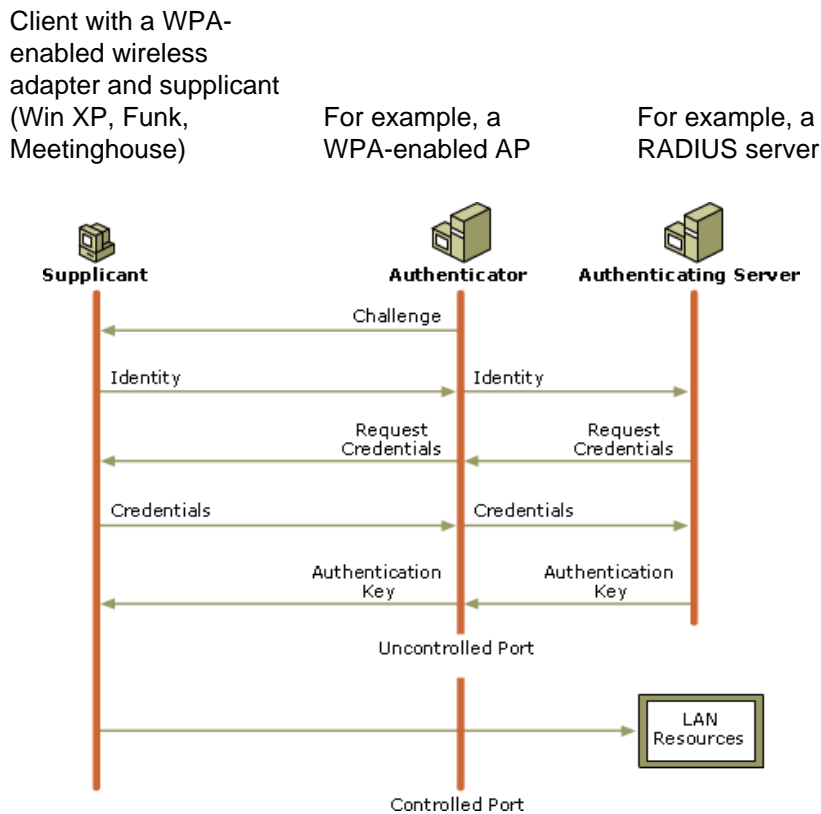 Client with a WPA-
enabled wireless
adapter and supplicant
(Win XP, Funk,
Meetinghouse)
For example, a
WPA-enabled AP
For example, a
RADIUS server
Supplicant
Authenticator
Authenticating Server
Challenge
Identity
Identity
Request
Credentials
Request
Credentials
Credentials
Credentials
Authentication
Key
Authentication
Key
Uncontrolled Port
LAN
Resources
Controlled Port